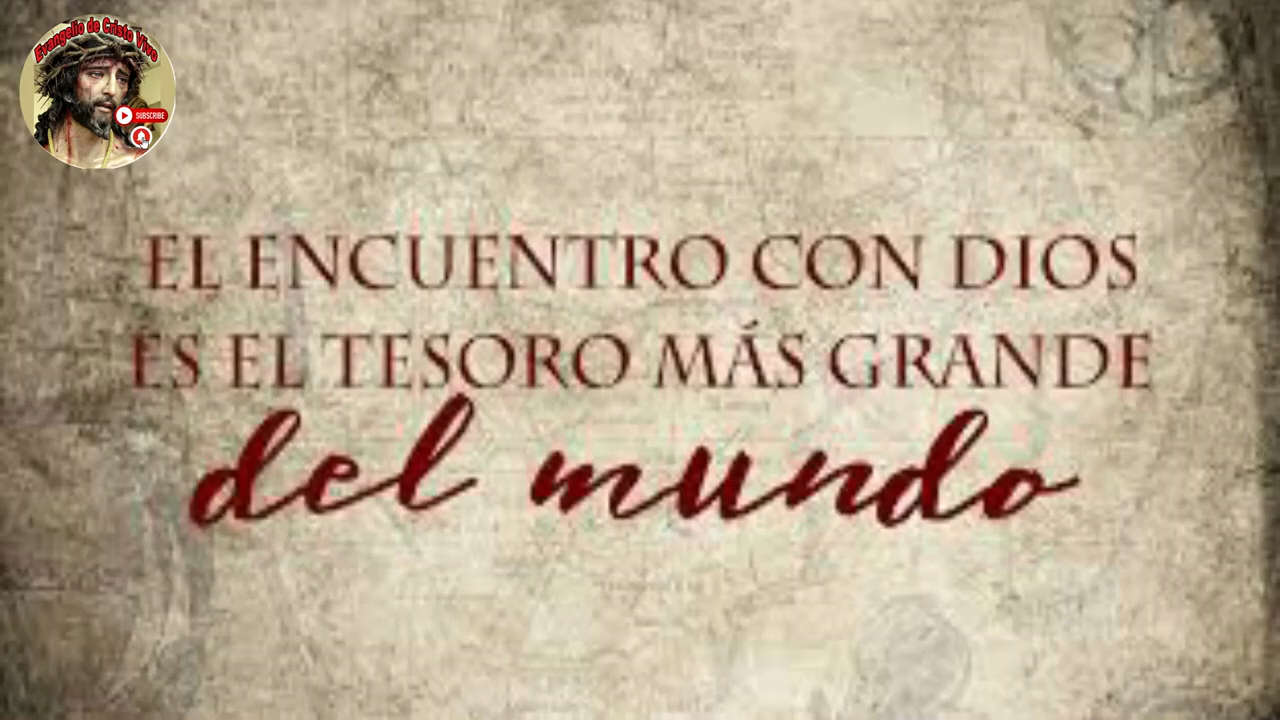 Evangelio de Cristo Vivo
SUBSCRIBE
EL ENCUENTRO CON DIOS
ES EL TESORO MÁS GRANDE
del mundo